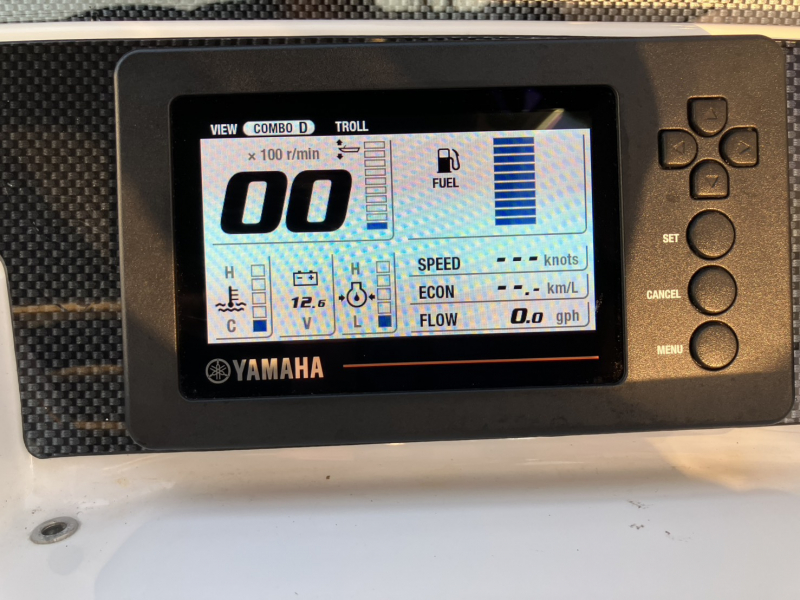 VIEW COMBO D TROLL
× 100 r/min
00
FUEL
H
C
12.6
V
H
L
SPEED ---knots
ECON --.- km/L
FLOW 0.0 gph
YAMAHA
SET
CANCEL
MENU